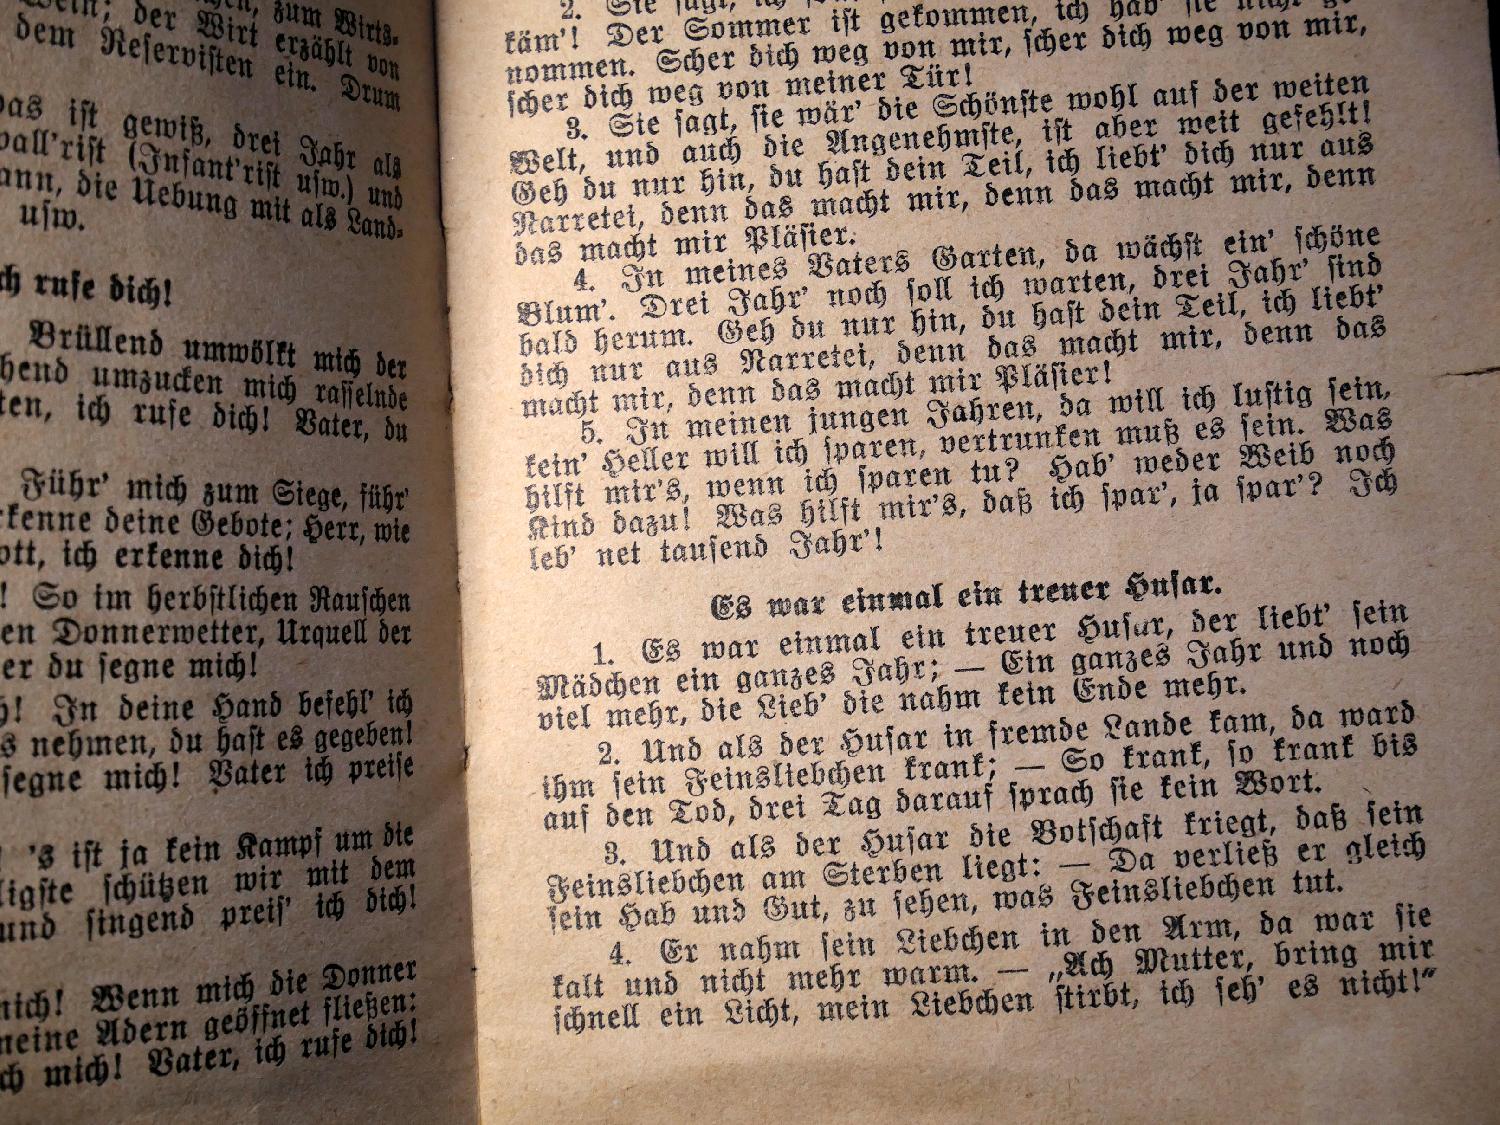 zum Wirts-
der Wirt erzählt von
dem Reservisten ein. Drum
das ist gewiß, drei Jahr als
vall'rist (Infant'rist usw.) und
ann, die Uebung mit als Land-
usw.
ch rufe dich!
Brüllend umwölkt mich der
hend umzucken mich rasselnde
ten, ich rufe dich! Vater, du
Führ' mich zum Siege, führ'
rkenne deine Gebote; Herr, wie
ott, ich erkenne dich!
! So im herbstlichen Rauschen
en Donnerwetter, Urquell der
er du segne mich!
h! In deine Hand befehl' ich
s nehmen, du hast es gegeben!
segne mich! Vater ich preise
! 's ist ja kein Kampf um die
ligste schützen wir mit dem
und singend preis' ich dich!
mich! Wenn mich die Donner
meine Adern geöffnet fließen:
ch mich! Vater, ich rufe dich!
2. Sie sagt, ich
käm'! Der Sommer ist gekommen, ich hab' sie nicht ge-
nommen. Scher dich weg von mir, scher dich weg von mir,
scher dich weg von meiner Tür!
3. Sie sagt, sie wär' die Schönste wohl auf der weiten
Welt, und auch die Angenehmste, ist aber weit gefehlt!
Geh du nur hin, du hast dein Teil, ich liebt' dich nur aus
Narretei, denn das macht mir, denn das macht mir, denn
das macht mir Pläsier.
4. In meines Vaters Garten, da wächst ein' schöne
Blum'. Drei Jahr' noch soll ich warten, drei Jahr' sind
bald herum. Geh du nur hin, du hast dein Teil, ich liebt'
dich nur aus Narretei, denn das macht mir, denn das
macht mir, denn das macht mir Pläsier!
5. In meinen jungen Jahren, da will ich lustig sein,
kein' Heller will ich sparen, vertrunken muß es sein. Was
hilft mir's, wenn ich sparen tu? Hab' weder Weib noch
Kind dazu! Was hilft mir's, daß ich spar', ja spar'? Ich
leb' net tausend Jahr'!
Es war einmal ein treuer Husar.
1. Es war einmal ein treuer Husar, der liebt' sein
Mädchen ein ganzes Jahr; — Ein ganzes Jahr und noch
viel mehr, die Lieb' die nahm kein Ende mehr.
2. Und als der Husar in fremde Lande kam, da ward
ihm sein Feinsliebchen krank; — So krank, so krank bis
auf den Tod, drei Tag darauf sprach sie kein Wort.
3. Und als der Husar die Botschaft kriegt, daß sein
Feinsliebchen am Sterben liegt: — Da verließ er gleich
sein Hab und Gut, zu sehen, was Feinsliebchen tut.
4. Er nahm sein Liebchen in den Arm, da war sie
kalt und nicht mehr warm. — „Ach Mutter, bring mir
schnell ein Licht, mein Liebchen stirbt, ich seh' es nicht!"